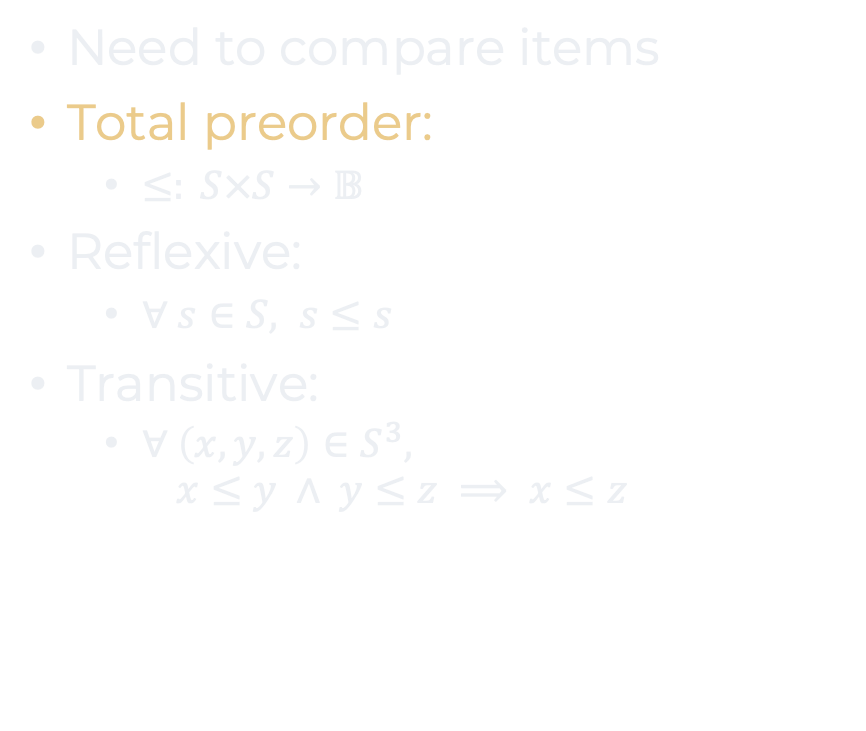 • Need to compare items
• Total preorder:
• ≤: S×S → 𝔹
• Reflexive:
• ∀ s ∈ S, s ≤ s
• Transitive:
• ∀ (x, y, z) ∈ S³,
x ≤ y ∧ y ≤ z ⟹ x ≤ z